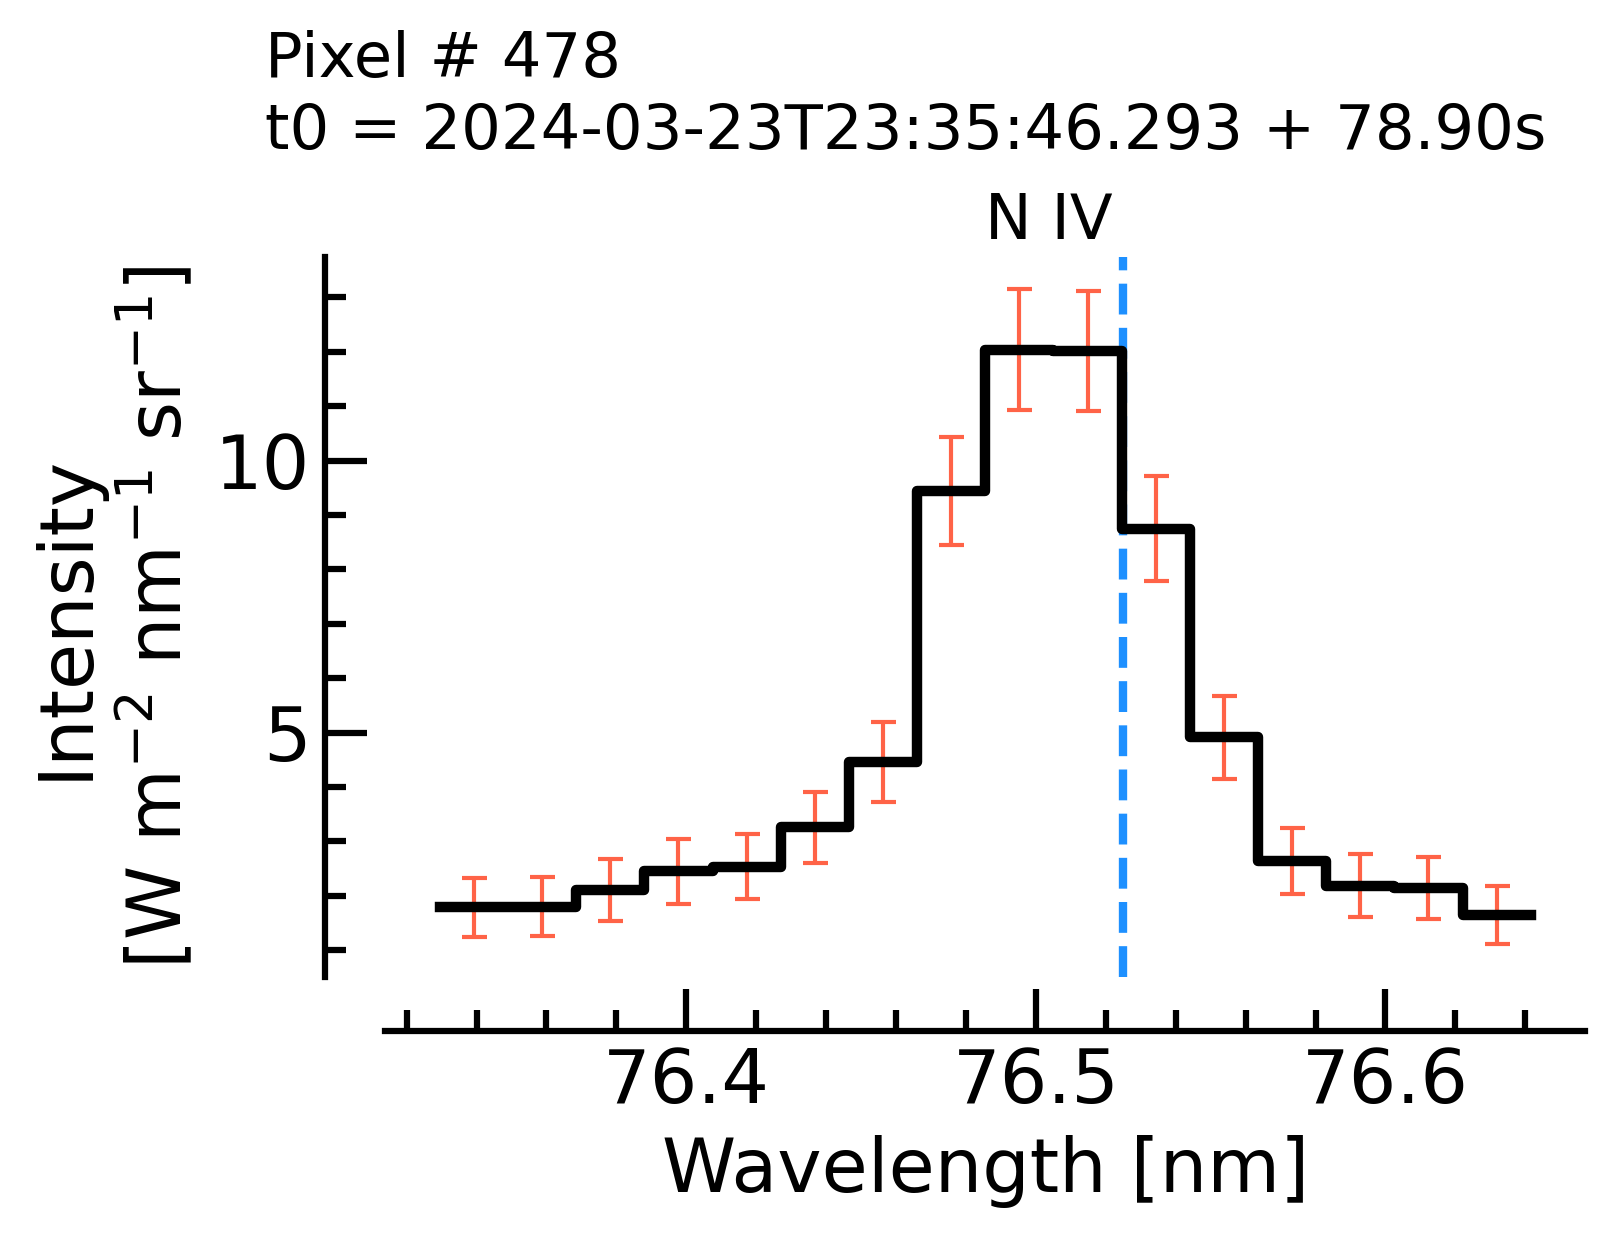 Pixel # 478
t0 = 2024-03-23T23:35:46.293 + 78.90s
N IV
Intensity
[W m⁻² nm⁻¹ sr⁻¹]
10
5
76.4 76.5 76.6
Wavelength [nm]